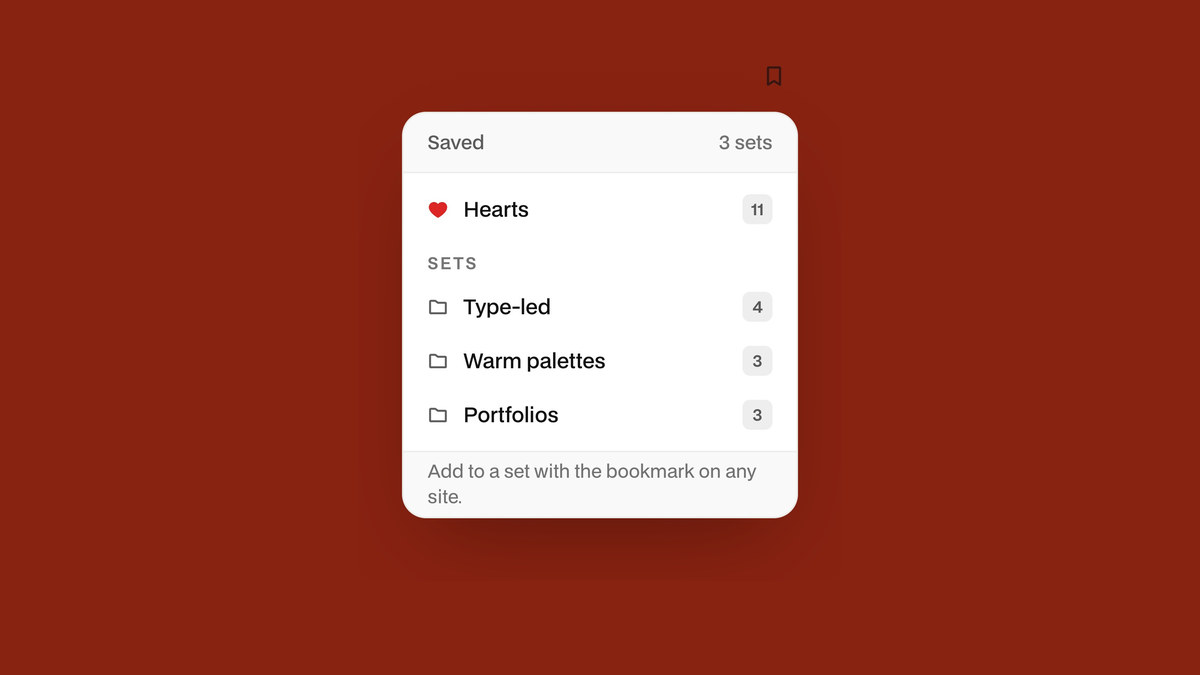 Saved
3 sets
Hearts
11
SETS
Type-led
4
Warm palettes
3
Portfolios
3
Add to a set with the bookmark on any
site.